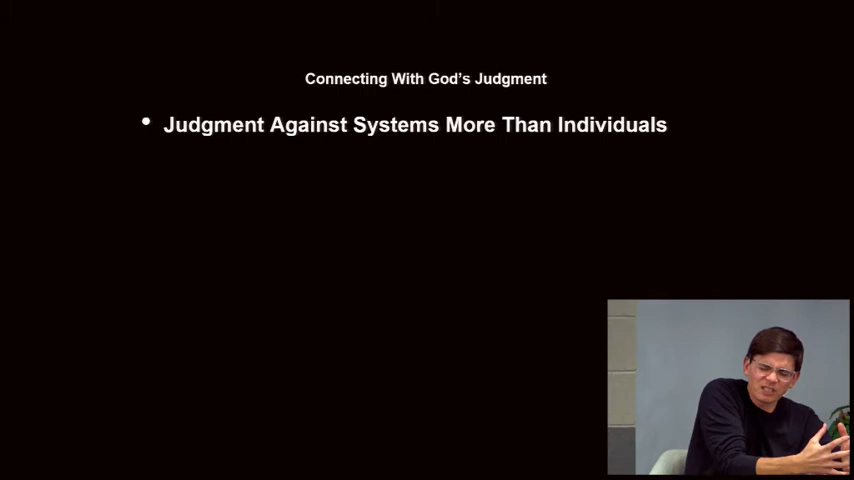 Connecting With God's Judgment
• Judgment Against Systems More Than Individuals